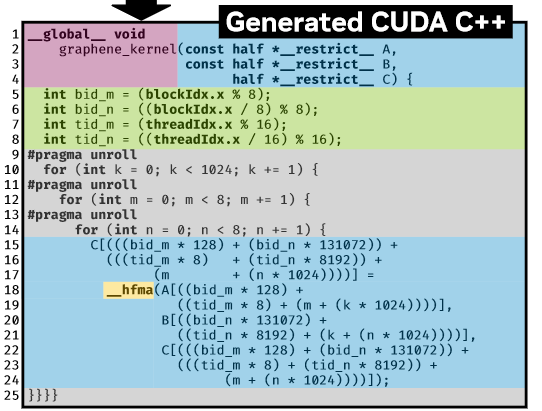 Generated CUDA C++
1 __global__ void
2     graphene_kernel(const half *__restrict__ A,
3                     const half *__restrict__ B,
4                           half *__restrict__ C) {
5   int bid_m = (blockIdx.x % 8);
6   int bid_n = ((blockIdx.x / 8) % 8);
7   int tid_m = (threadIdx.x % 16);
8   int tid_n = ((threadIdx.x / 16) % 16);
9 #pragma unroll
10   for (int k = 0; k < 1024; k += 1) {
11 #pragma unroll
12     for (int m = 0; m < 8; m += 1) {
13 #pragma unroll
14       for (int n = 0; n < 8; n += 1) {
15         C[(((bid_m * 128) + (bid_n * 131072)) +
16           (((tid_m * 8)   + (tid_n * 8192)) +
17                 (m        + (n * 1024))))] =
18           __hfma(A[((bid_m * 128) +
19                    ((tid_m * 8) + (m + (k * 1024))))],
20                  B[((bid_n * 131072) +
21                    ((tid_n * 8192) + (k + (n * 1024))))],
22                  C[(((bid_m * 128) + (bid_n * 131072)) +
23                    (((tid_m * 8) + (tid_n * 8192)) +
24                          (m + (n * 1024))))]);
25 }}}}